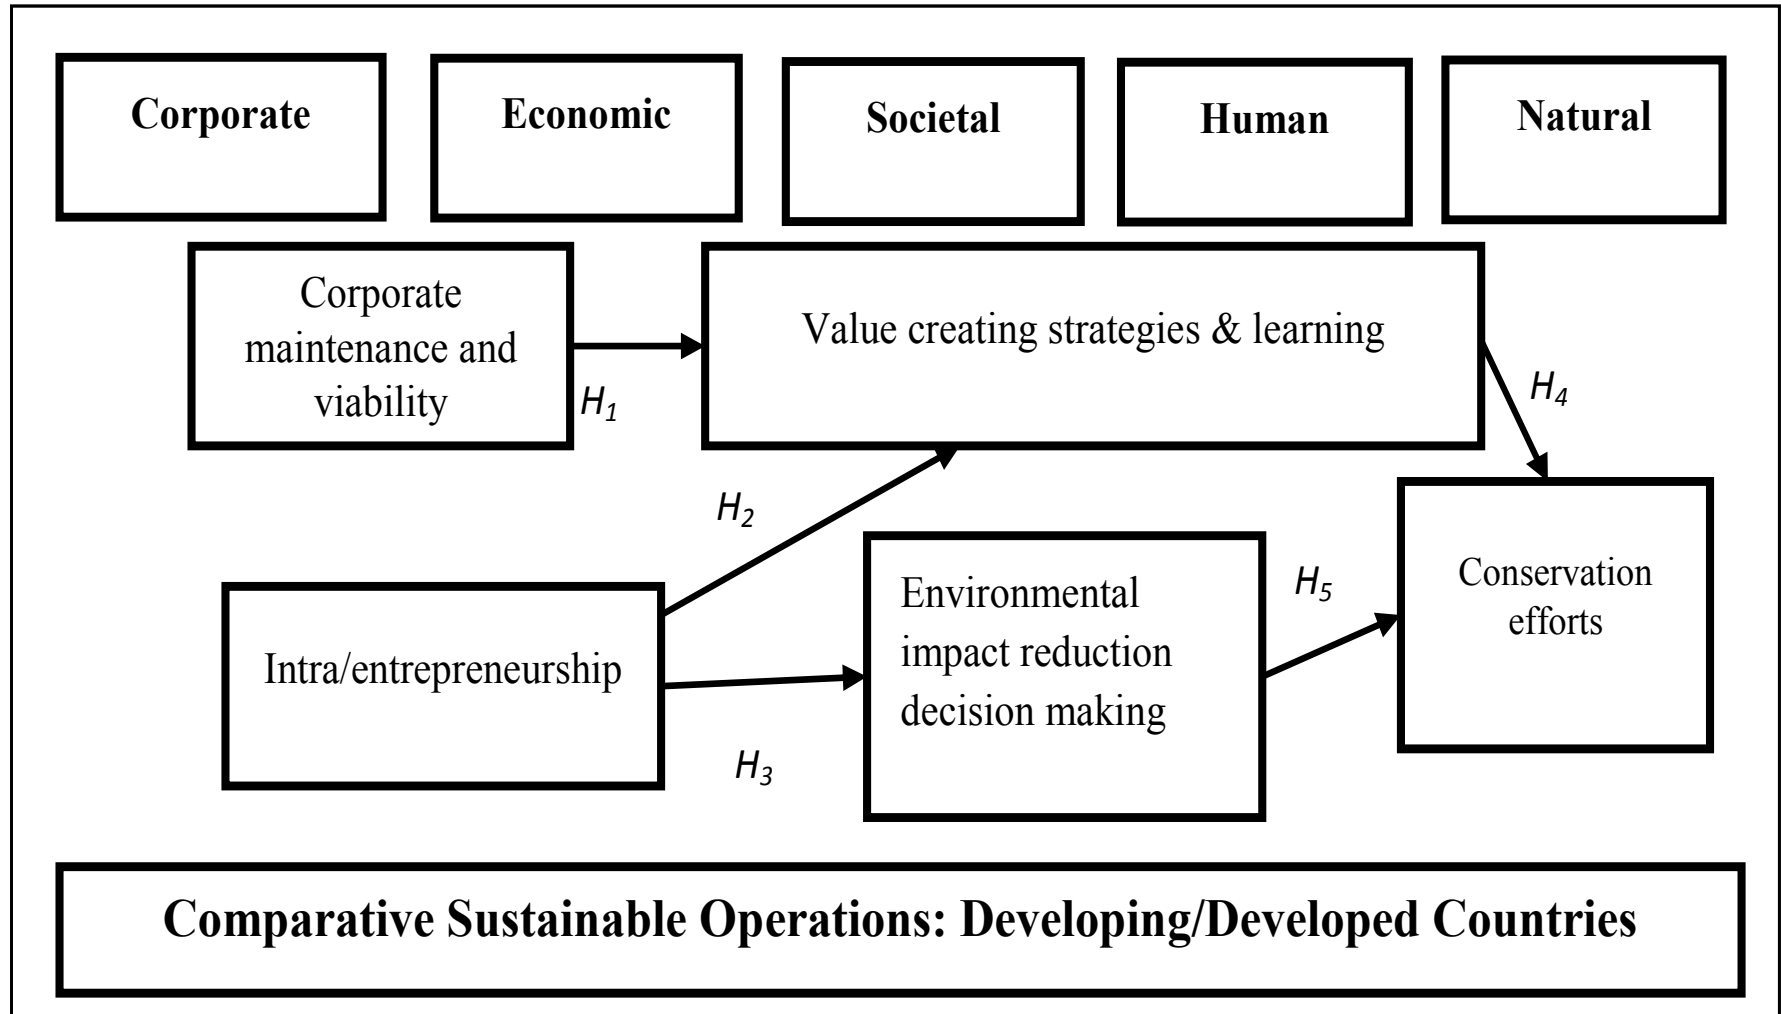 Corporate
Economic
Societal
Human
Natural
Corporate
maintenance and
viability
H₁
Value creating strategies & learning
H₄
H₂
Intra/entrepreneurship
H₃
Environmental
impact reduction
decision making
H₅
Conservation
efforts
Comparative Sustainable Operations: Developing/Developed Countries